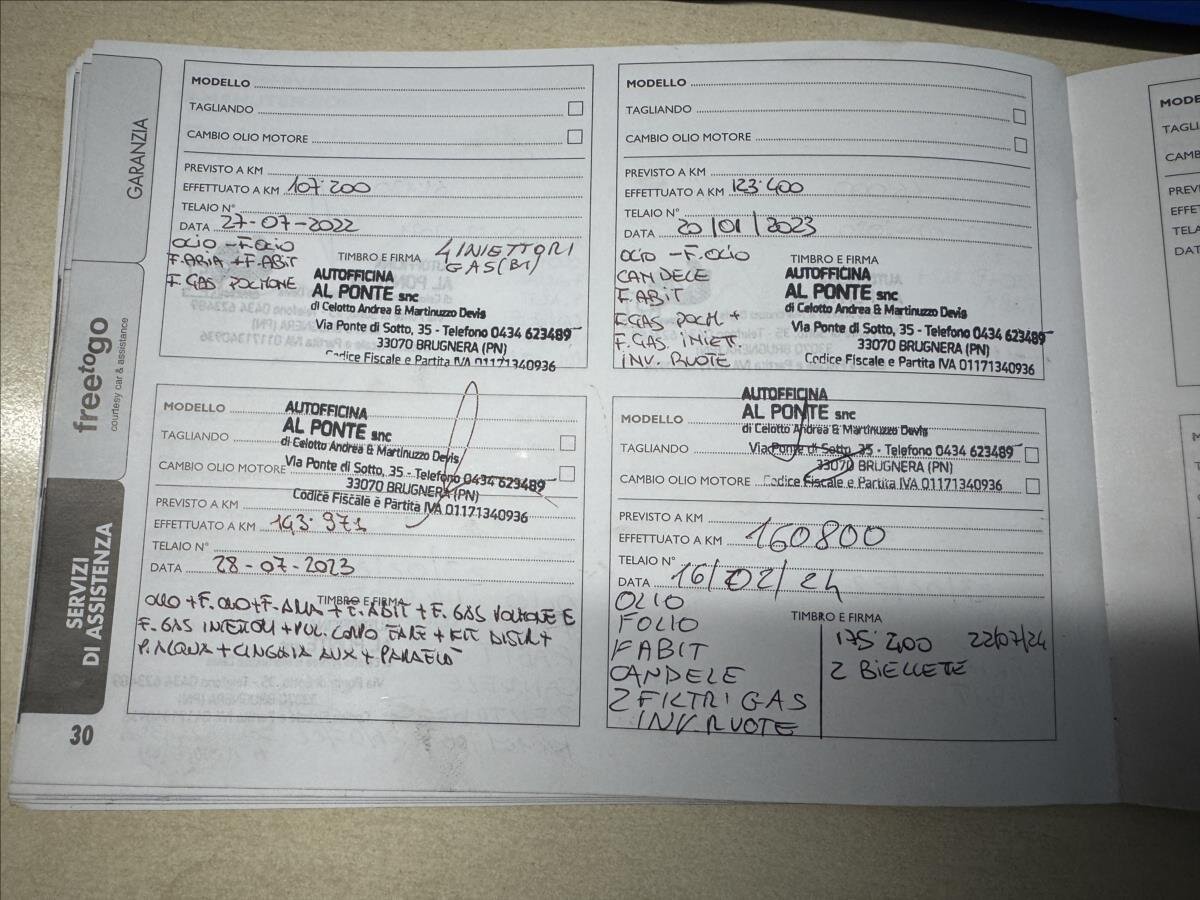 GARANZIA
freetogo
courtesy car & assistance
SERVIZI
DI ASSISTENZA
30
MODELLO
TAGLIANDO
CAMBIO OLIO MOTORE
PREVISTO A KM
EFFETTUATO A KM 107.200
TELAIO N°
DATA 27-07-2022
OLIO - F.OLIO
F. ARIA + F. ABIT
F. GAS POLMONE
4 INIETTORI
GAS (B1)
TIMBRO E FIRMA
AUTOFFICINA
AL PONTE snc
di Celotto Andrea & Martinuzzo Devis
Via Ponte di Sotto, 35 - Telefono 0434 623489
33070 BRUGNERA (PN)
Codice Fiscale e Partita IVA 01171340936
MODELLO
TAGLIANDO
CAMBIO OLIO MOTORE
PREVISTO A KM
EFFETTUATO A KM 123.400
TELAIO N°
DATA 20/01/2023
OLIO - F.OLIO
CANDELE
F. ABIT
F.GAS POLM +
F. GAS INIETT.
INV. RUOTE
TIMBRO E FIRMA
AUTOFFICINA
AL PONTE snc
di Celotto Andrea & Martinuzzo Devis
Via Ponte di Sotto, 35 - Telefono 0434 623489
33070 BRUGNERA (PN)
Codice Fiscale e Partita IVA 01171340936
MODELLO
TAGLIANDO
CAMBIO OLIO MOTORE
AUTOFFICINA
AL PONTE snc
di Celotto Andrea & Martinuzzo Devis
Via Ponte di Sotto, 35 - Telefono 0434 623489
33070 BRUGNERA (PN)
Codice Fiscale e Partita IVA 01171340936
PREVISTO A KM
EFFETTUATO A KM 143.971
TELAIO N°
DATA 28-07-2023
TIMBRO E FIRMA
OLIO + F.OLIO + F. ARIA + F. ABIT + F. GAS POLMONE E
F. GAS INIETTORI + PUL. CORPO FARF + KIT DISTR +
P. ACQUA + CINGHIA AUX +
MODELLO
TAGLIANDO
CAMBIO OLIO MOTORE
AUTOFFICINA
AL PONTE snc
di Celotto Andrea & Martinuzzo Devis
Via Ponte di Sotto, 35 - Telefono 0434 623489
33070 BRUGNERA (PN)
Codice Fiscale e Partita IVA 01171340936
PREVISTO A KM
EFFETTUATO A KM 160800
TELAIO N°
DATA 16/02/24
TIMBRO E FIRMA
OLIO
FOLIO
FABIT
CANDELE
2 FILTRI GAS
INV.RUOTE
175.200 22/07/24
2 BIELLETE
MODE
TAGLI
CAMB
PREVI
EFFET
TELA
DAT